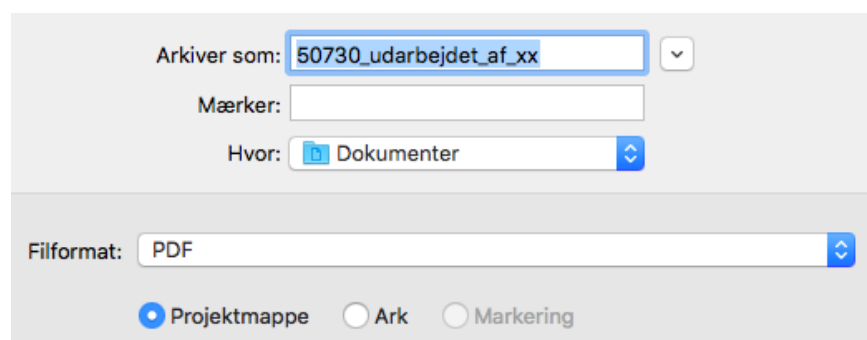 Arkiver som: 50730_udarbejdet_af_xx
Mærker:
Hvor: Dokumenter
Filformat: PDF
Projektmappe Ark Markering